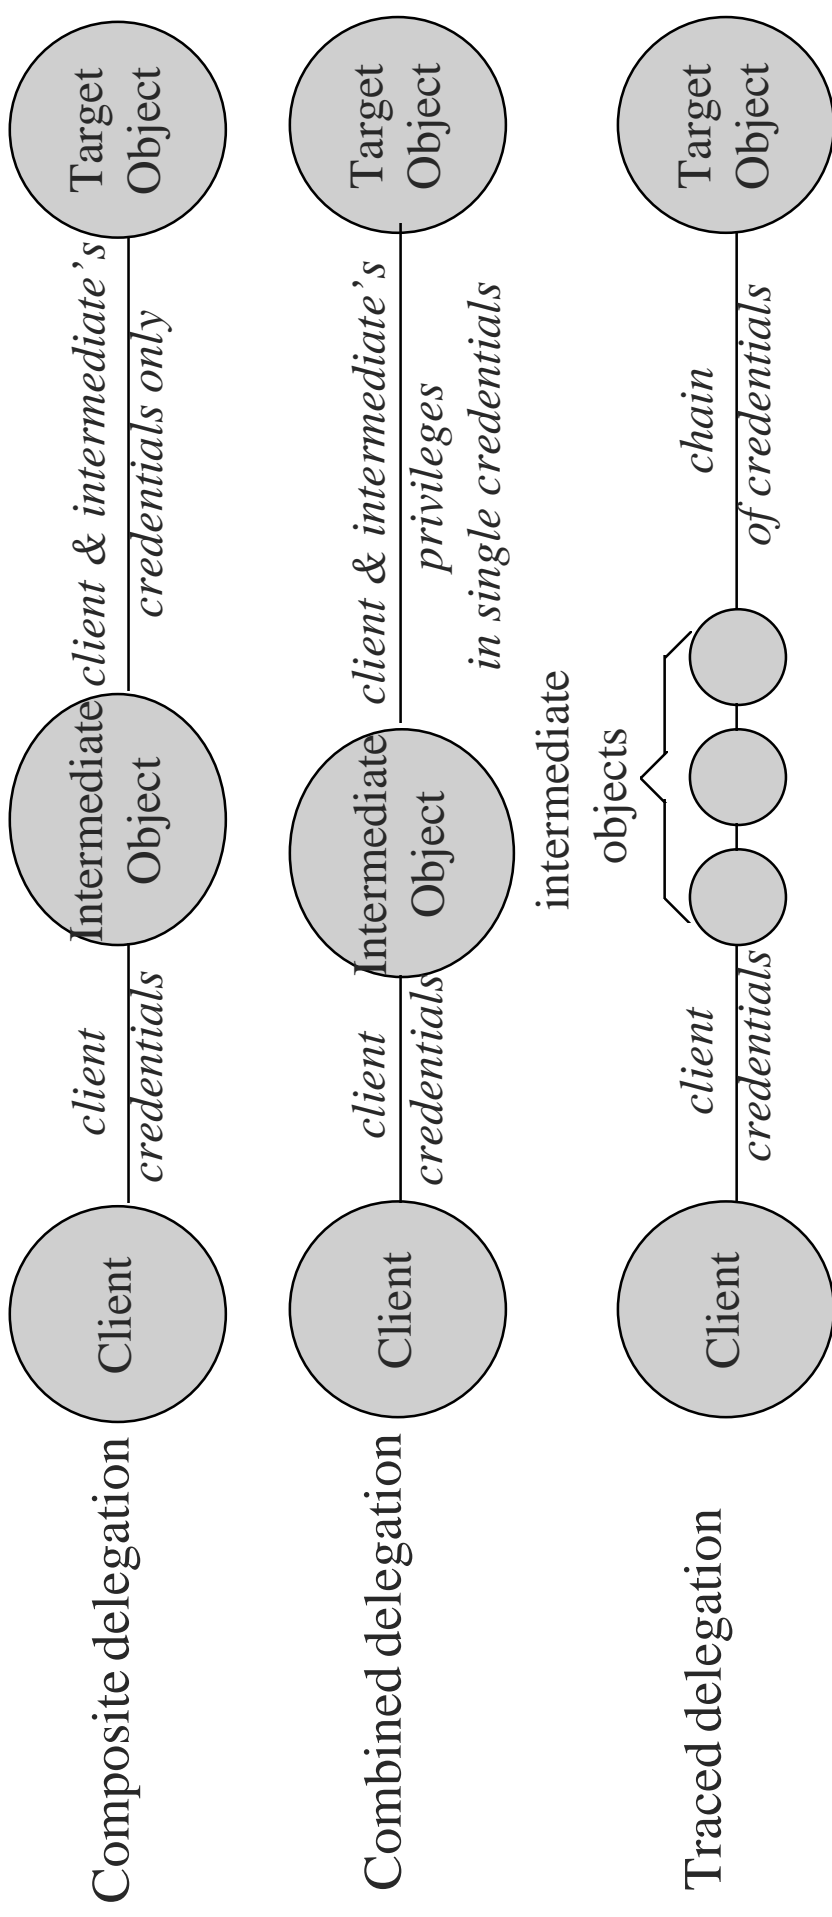 Composite delegation
Client
client
credentials
Intermediate
Object
client & intermediate’s
credentials only
Target
Object
Combined delegation
Client
client
credentials
Intermediate
Object
client & intermediate’s
privileges
in single credentials
Target
Object
Traced delegation
Client
client
credentials
intermediate
objects
chain
of credentials
Target
Object